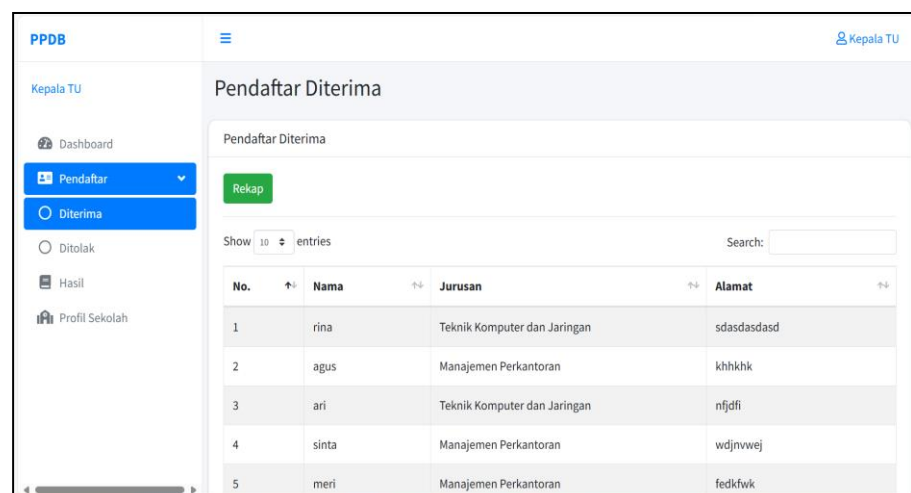 PPDB
Kepala TU
Kepala TU
Dashboard
Pendaftar
Diterima
Ditolak
Hasil
Profil Sekolah
Pendaftar Diterima
Pendaftar Diterima
Rekap
Show 10 entries Search:
No. Nama Jurusan Alamat
1 rina Teknik Komputer dan Jaringan sdasdasdasd
2 agus Manajemen Perkantoran khhkhk
3 ari Teknik Komputer dan Jaringan nfjdfi
4 sinta Manajemen Perkantoran wdjnvwej
5 meri Manajemen Perkantoran fedkfwk